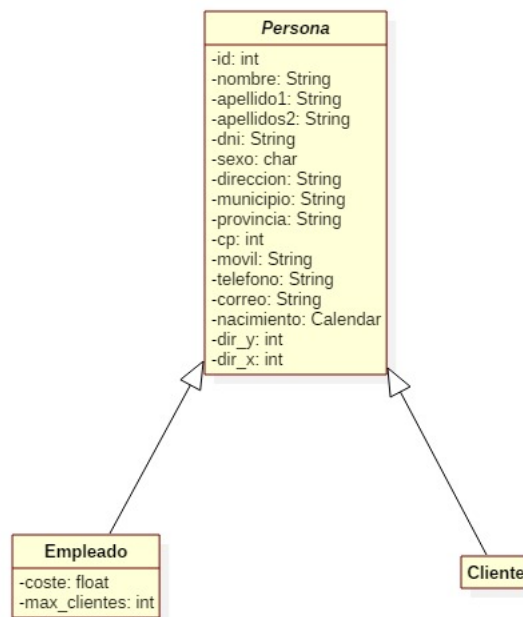 Persona
-id: int
-nombre: String
-apellido1: String
-apellidos2: String
-dni: String
-sexo: char
-direccion: String
-municipio: String
-provincia: String
-cp: int
-movil: String
-telefono: String
-correo: String
-nacimiento: Calendar
-dir_y: int
-dir_x: int
Empleado
-coste: float
-max_clientes: int
Cliente